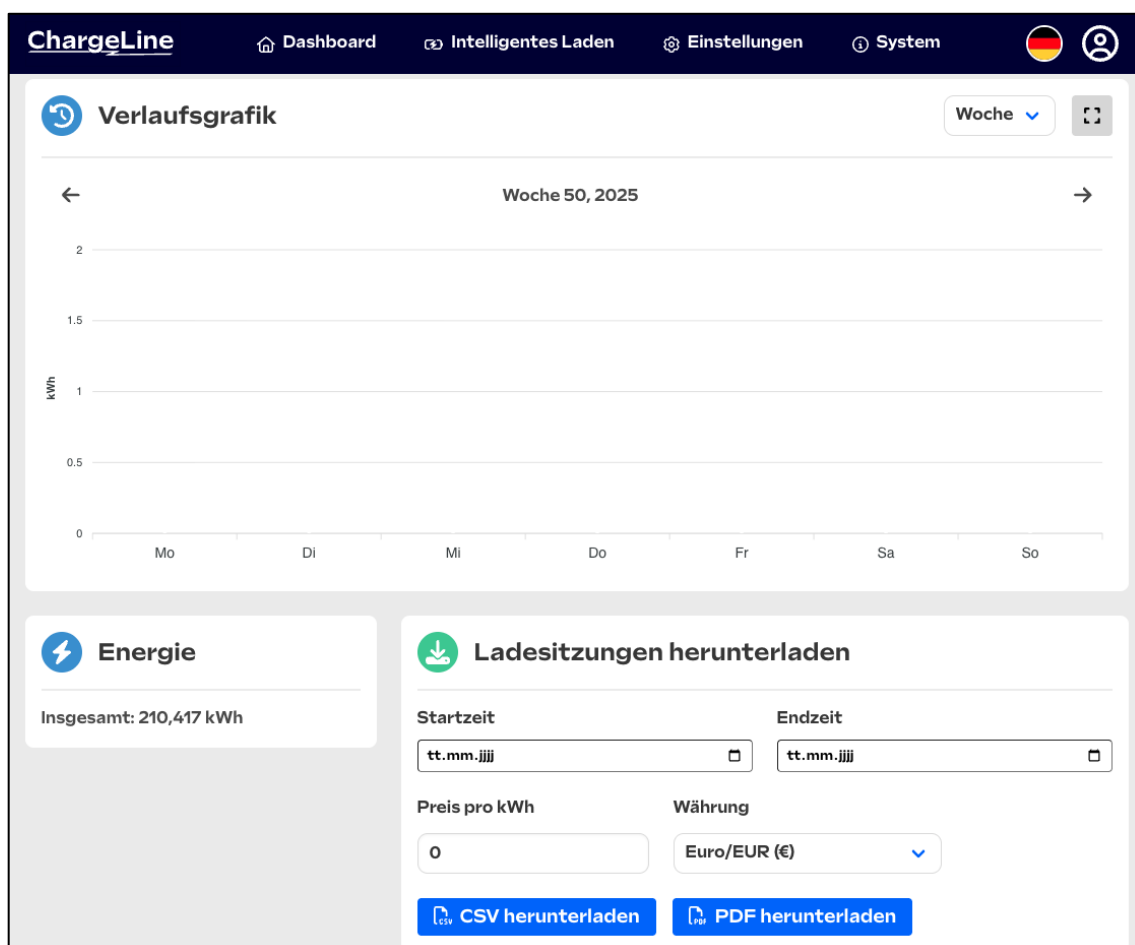 ChargeLine Dashboard Intelligentes Laden Einstellungen System
Verlaufsgrafik Woche
Woche 50, 2025
2
1.5
kWh
1
0.5
0
Mo Di Mi Do Fr Sa So
Energie
Insgesamt: 210,417 kWh
Ladesitzungen herunterladen
Startzeit Endzeit
tt.mm.jjjj tt.mm.jjjj
Preis pro kWh Währung
0 Euro/EUR (€)
CSV CSV herunterladen PDF PDF herunterladen